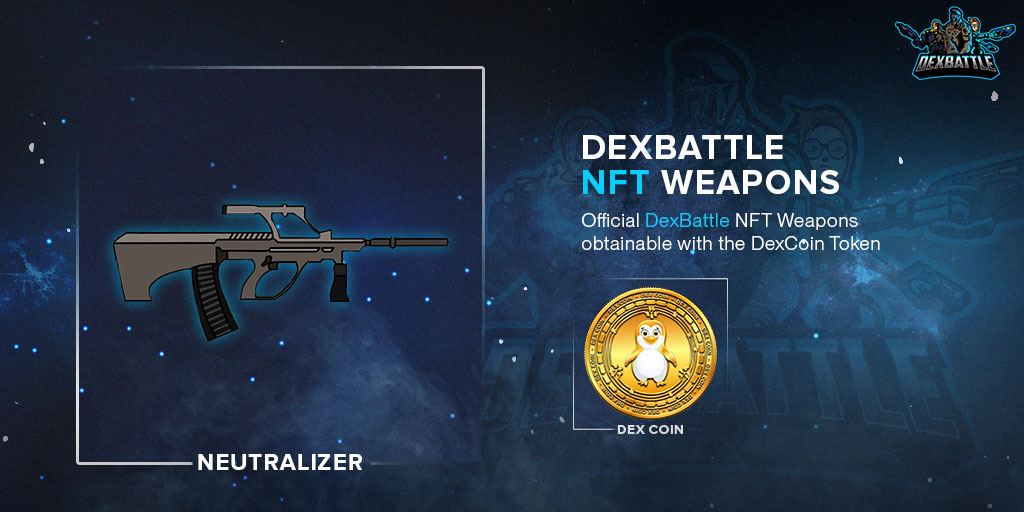 DEXBATTLE
DEXBATTLE
NFT WEAPONS
Official DexBattle NFT Weapons
obtainable with the DexCoin Token
DEX COIN
NEUTRALIZER